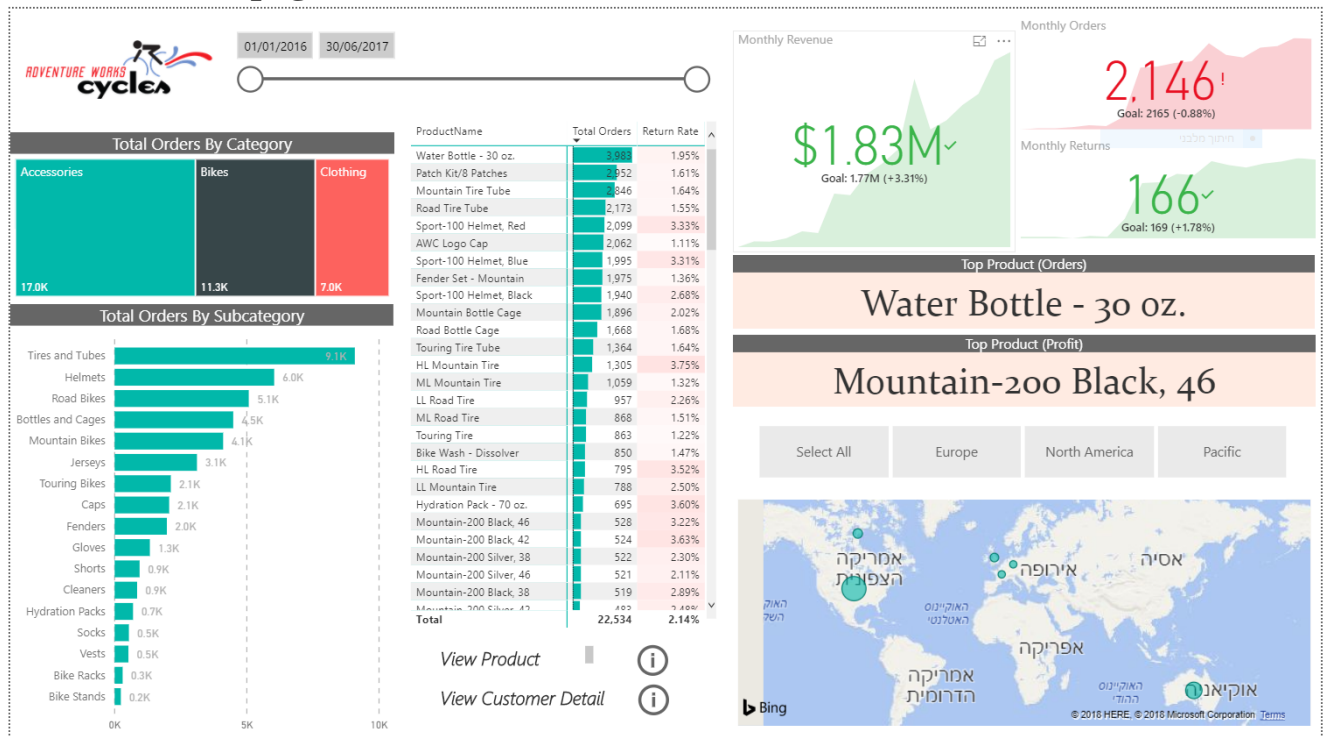 ADVENTURE WORKS
cycles
01/01/2016 30/06/2017
Total Orders By Category
Accessories Bikes Clothing
17.0K 11.3K 7.0K
Total Orders By Subcategory
Tires and Tubes 9.1K
Helmets 6.0K
Road Bikes 5.1K
Bottles and Cages 4.5K
Mountain Bikes 4.1K
Jerseys 3.1K
Touring Bikes 2.1K
Caps 2.1K
Fenders 2.0K
Gloves 1.3K
Shorts 0.9K
Cleaners 0.9K
Hydration Packs 0.7K
Socks 0.5K
Vests 0.5K
Bike Racks 0.3K
Bike Stands 0.2K
0K 5K 10K
ProductName Total Orders Return Rate
Water Bottle - 30 oz. 3,983 1.95%
Patch Kit/8 Patches 2,952 1.61%
Mountain Tire Tube 2,846 1.64%
Road Tire Tube 2,173 1.55%
Sport-100 Helmet, Red 2,099 3.33%
AWC Logo Cap 2,062 1.11%
Sport-100 Helmet, Blue 1,995 3.31%
Fender Set - Mountain 1,975 1.36%
Sport-100 Helmet, Black 1,940 2.68%
Mountain Bottle Cage 1,896 2.02%
Road Bottle Cage 1,668 1.68%
Touring Tire Tube 1,364 1.64%
HL Mountain Tire 1,305 3.75%
ML Mountain Tire 1,059 1.32%
LL Road Tire 957 2.26%
ML Road Tire 868 1.51%
Touring Tire 863 1.22%
Bike Wash - Dissolver 850 1.47%
HL Road Tire 795 3.52%
LL Mountain Tire 788 2.50%
Hydration Pack - 70 oz. 695 3.60%
Mountain-200 Black, 46 528 3.22%
Mountain-200 Black, 42 524 3.63%
Mountain-200 Silver, 38 522 2.30%
Mountain-200 Silver, 46 521 2.11%
Mountain-200 Black, 38 519 2.89%
Mountain-200 Silver, 42 483 2.48%
Total 22,534 2.14%
View Product
View Customer Detail
Monthly Revenue
$1.83M
Goal: 1.77M (+3.31%)
Monthly Orders
2,146!
Goal: 2165 (-0.88%)
חיתוך מלבני
Monthly Returns
166
Goal: 169 (+1.78%)
Top Product (Orders)
Water Bottle - 30 oz.
Top Product (Profit)
Mountain-200 Black, 46
Select All Europe North America Pacific
אמריקה
הצפונית
אירופה
אסיה
האוקיינוס
האטלנטי
אפריקה
אמריקה
הדרומית
האוקיינוס
ההודי
אוקיאניה
Bing
© 2018 HERE, © 2018 Microsoft Corporation Terms